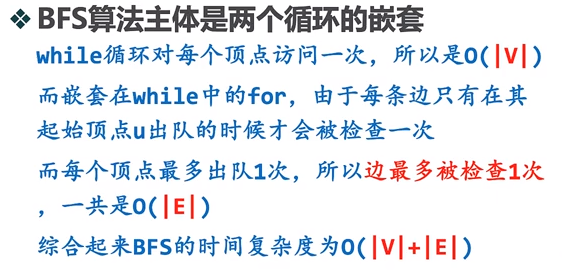 ❖ BFS算法主体是两个循环的嵌套
while循环对每个顶点访问一次，所以是O(|V|)
而嵌套在while中的for，由于每条边只有在其
起始顶点u出队的时候才会被检查一次
而每个顶点最多出队1次，所以边最多被检查1次
，一共是O(|E|)
综合起来BFS的时间复杂度为O(|V|+|E|)